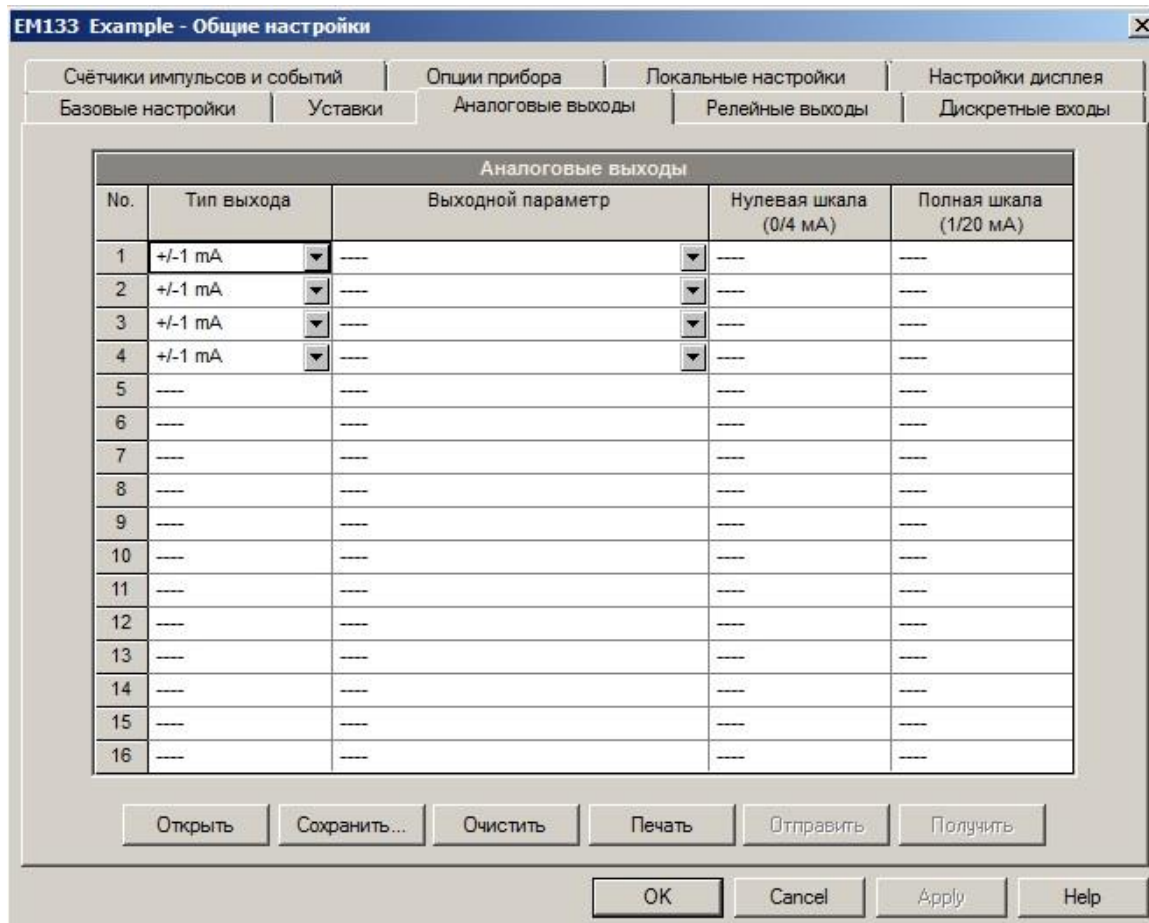 EM133 Example - Общие настройки
Счётчики импульсов и событий Опции прибора Локальные настройки Настройки дисплея
Базовые настройки Уставки Аналоговые выходы Релейные выходы Дискретные входы
Аналоговые выходы
No. Тип выхода Выходной параметр Нулевая шкала Полная шкала
(0/4 мА) (1/20 мА)
1 +/-1 mA ---- ---- ----
2 +/-1 mA ---- ---- ----
3 +/-1 mA ---- ---- ----
4 +/-1 mA ---- ---- ----
5 ---- ---- ---- ----
6 ---- ---- ---- ----
7 ---- ---- ---- ----
8 ---- ---- ---- ----
9 ---- ---- ---- ----
10 ---- ---- ---- ----
11 ---- ---- ---- ----
12 ---- ---- ---- ----
13 ---- ---- ---- ----
14 ---- ---- ---- ----
15 ---- ---- ---- ----
16 ---- ---- ---- ----
Открыть Сохранить... Очистить Печать Отправить Получить
OK Cancel Apply Help